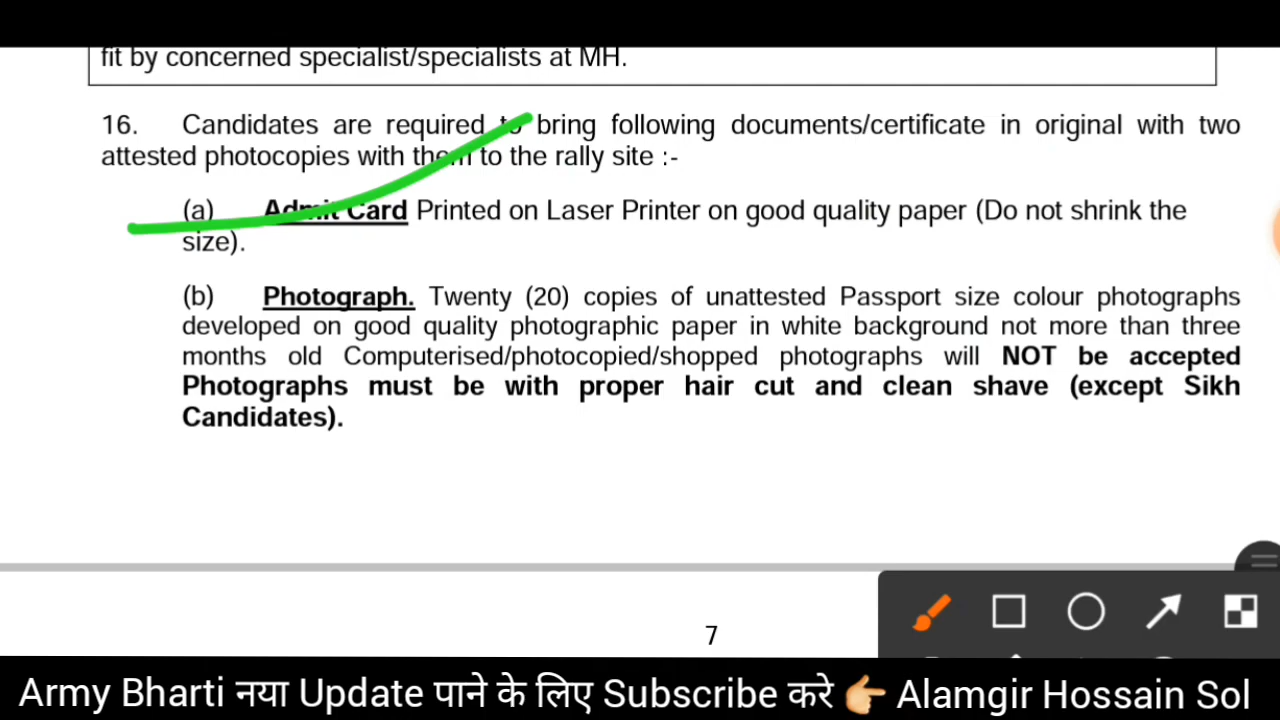 fit by concerned specialist/specialists at MH.
16. Candidates are required to bring following documents/certificate in original with two
attested photocopies with them to the rally site :-
(a) Admit Card Printed on Laser Printer on good quality paper (Do not shrink the
size).
(b) Photograph. Twenty (20) copies of unattested Passport size colour photographs
developed on good quality photographic paper in white background not more than three
months old Computerised/photocopied/shopped photographs will NOT be accepted
Photographs must be with proper hair cut and clean shave (except Sikh
Candidates).
7
Army Bharti नया Update पाने के लिए Subscribe करे 👉 Alamgir Hossain Sol